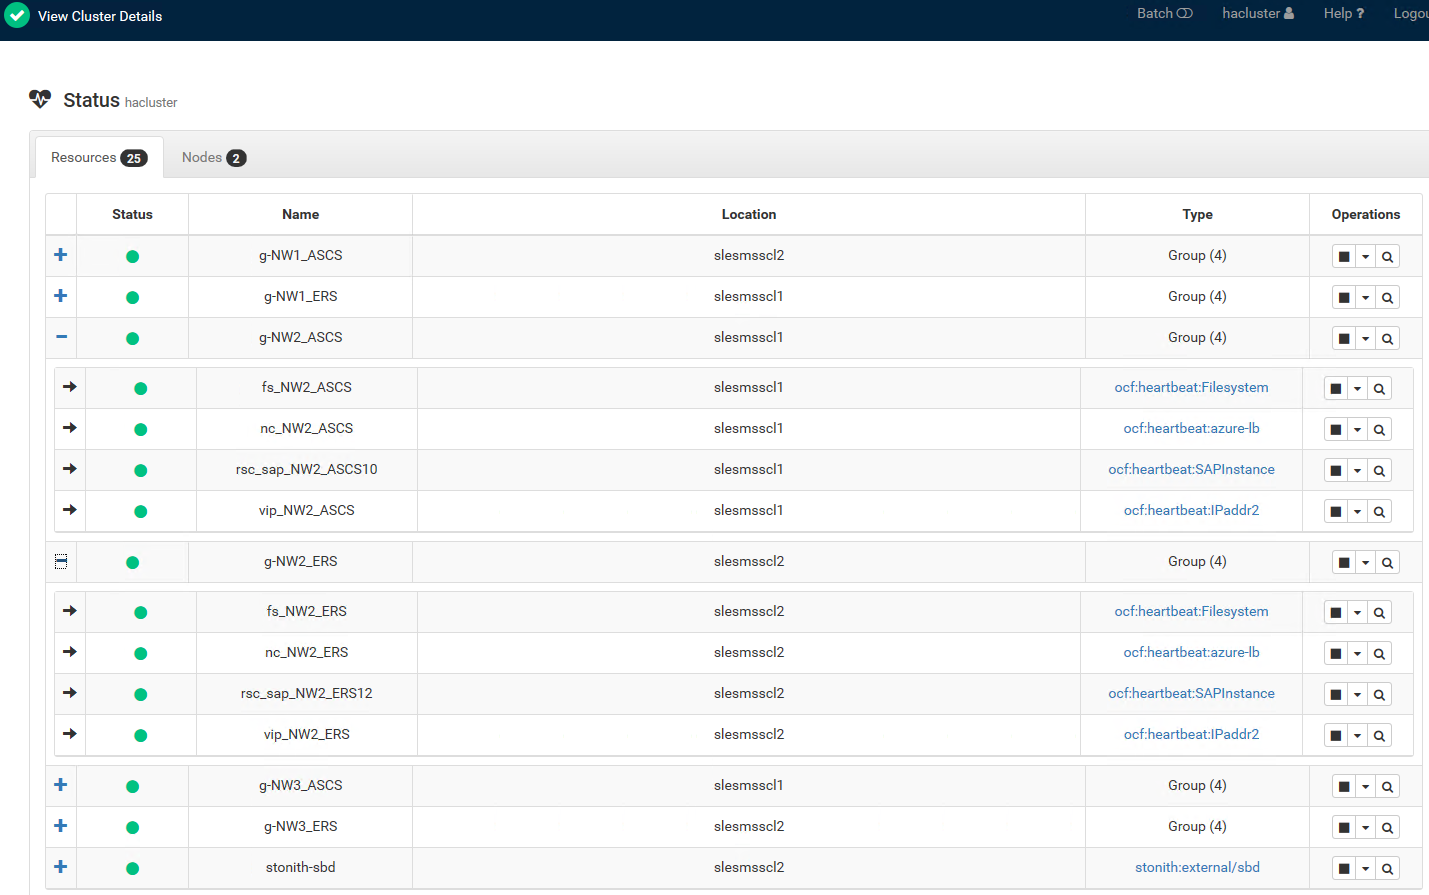 View Cluster Details Batch hacluster Help ? Logou
Status hacluster
Resources 25 Nodes 2
Status Name Location Type Operations
g-NW1_ASCS slesmsscl2 Group (4)
g-NW1_ERS slesmsscl1 Group (4)
g-NW2_ASCS slesmsscl1 Group (4)
fs_NW2_ASCS slesmsscl1 ocf:heartbeat:Filesystem
nc_NW2_ASCS slesmsscl1 ocf:heartbeat:azure-lb
rsc_sap_NW2_ASCS10 slesmsscl1 ocf:heartbeat:SAPInstance
vip_NW2_ASCS slesmsscl1 ocf:heartbeat:IPaddr2
g-NW2_ERS slesmsscl2 Group (4)
fs_NW2_ERS slesmsscl2 ocf:heartbeat:Filesystem
nc_NW2_ERS slesmsscl2 ocf:heartbeat:azure-lb
rsc_sap_NW2_ERS12 slesmsscl2 ocf:heartbeat:SAPInstance
vip_NW2_ERS slesmsscl2 ocf:heartbeat:IPaddr2
g-NW3_ASCS slesmsscl1 Group (4)
g-NW3_ERS slesmsscl2 Group (4)
stonith-sbd slesmsscl2 stonith:external/sbd